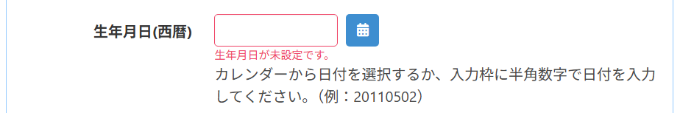 生年月日(西暦)
生年月日が未設定です。
カレンダーから日付を選択するか、入力枠に半角数字で日付を入力
してください。（例：20110502）